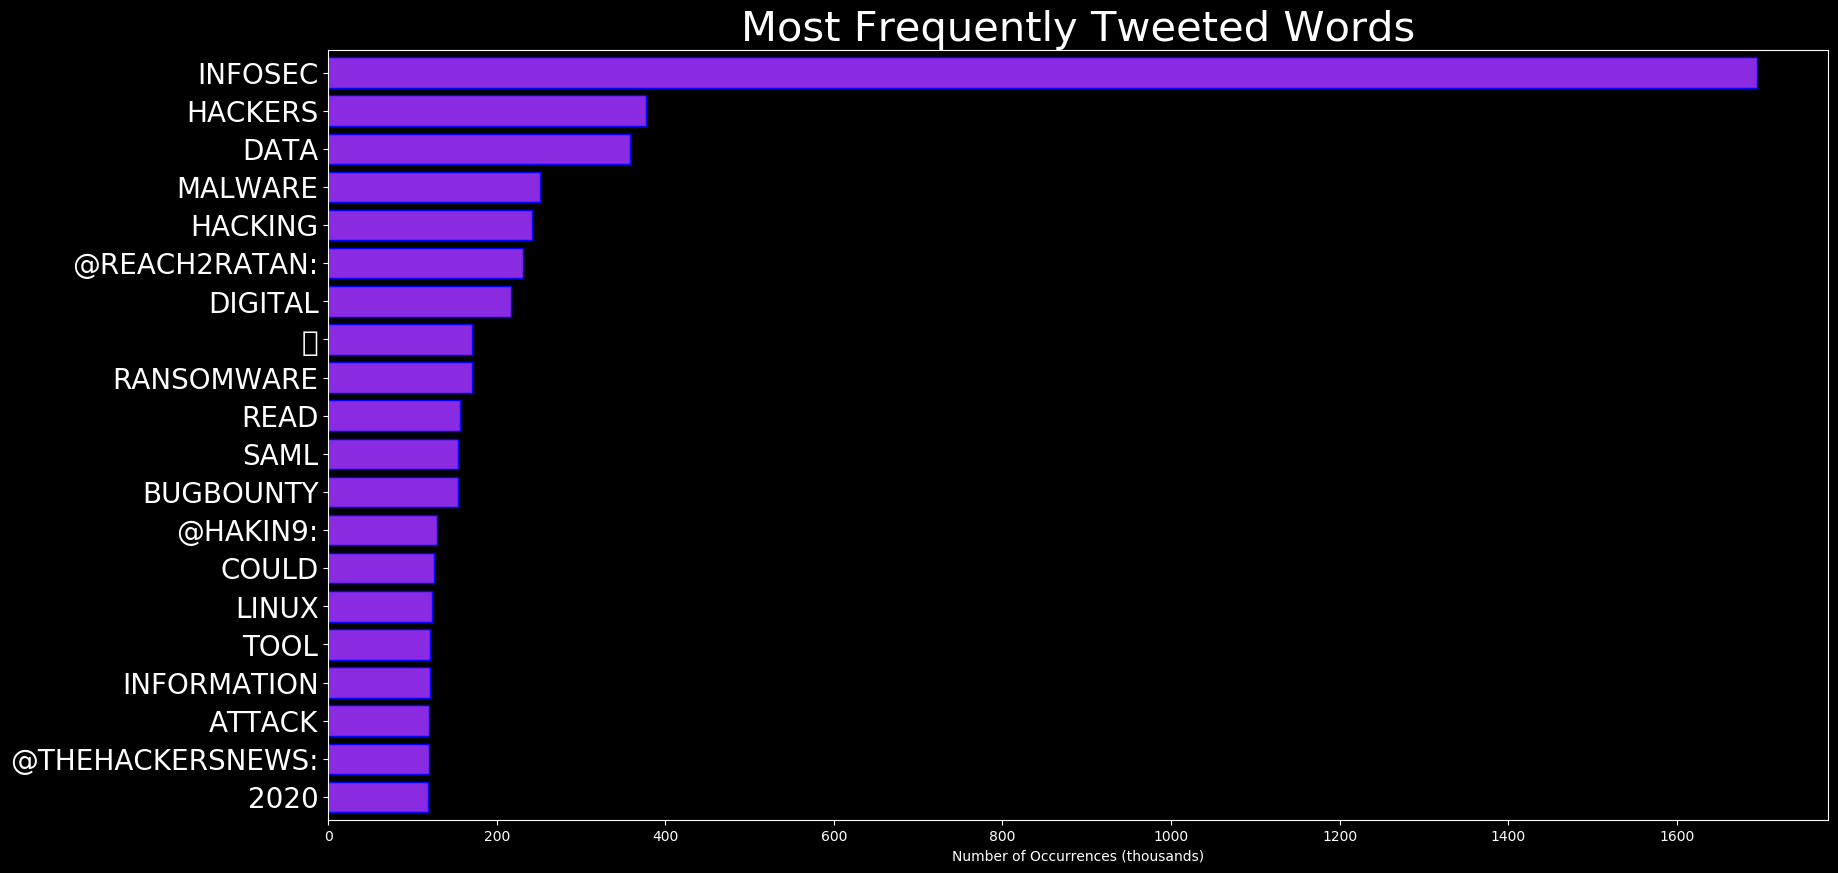 Most Frequently Tweeted Words
INFOSEC
HACKERS
DATA
MALWARE
HACKING
@REACH2RATAN:
DIGITAL
RANSOMWARE
READ
SAML
BUGBOUNTY
@HAKIN9:
COULD
LINUX
TOOL
INFORMATION
ATTACK
@THEHACKERSNEWS:
2020
0 200 400 600 800 1000 1200 1400 1600
Number of Occurrences (thousands)